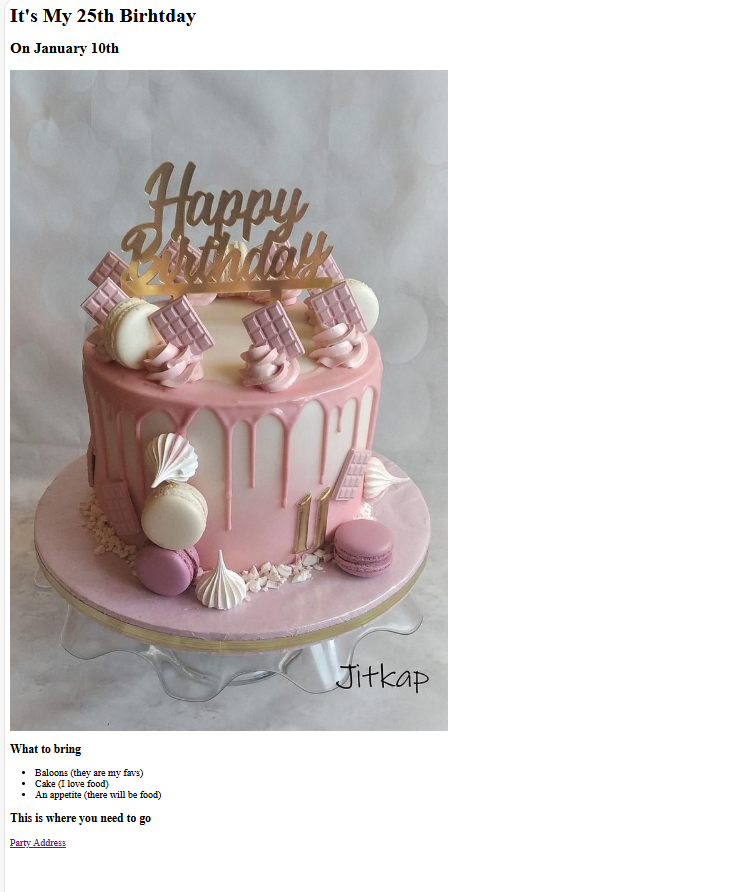 It's My 25th Birhtday
On January 10th
Happy
Birthday
11
Jitkap
What to bring
Baloons (they are my favs)
Cake (I love food)
An appetite (there will be food)
This is where you need to go
Party Address